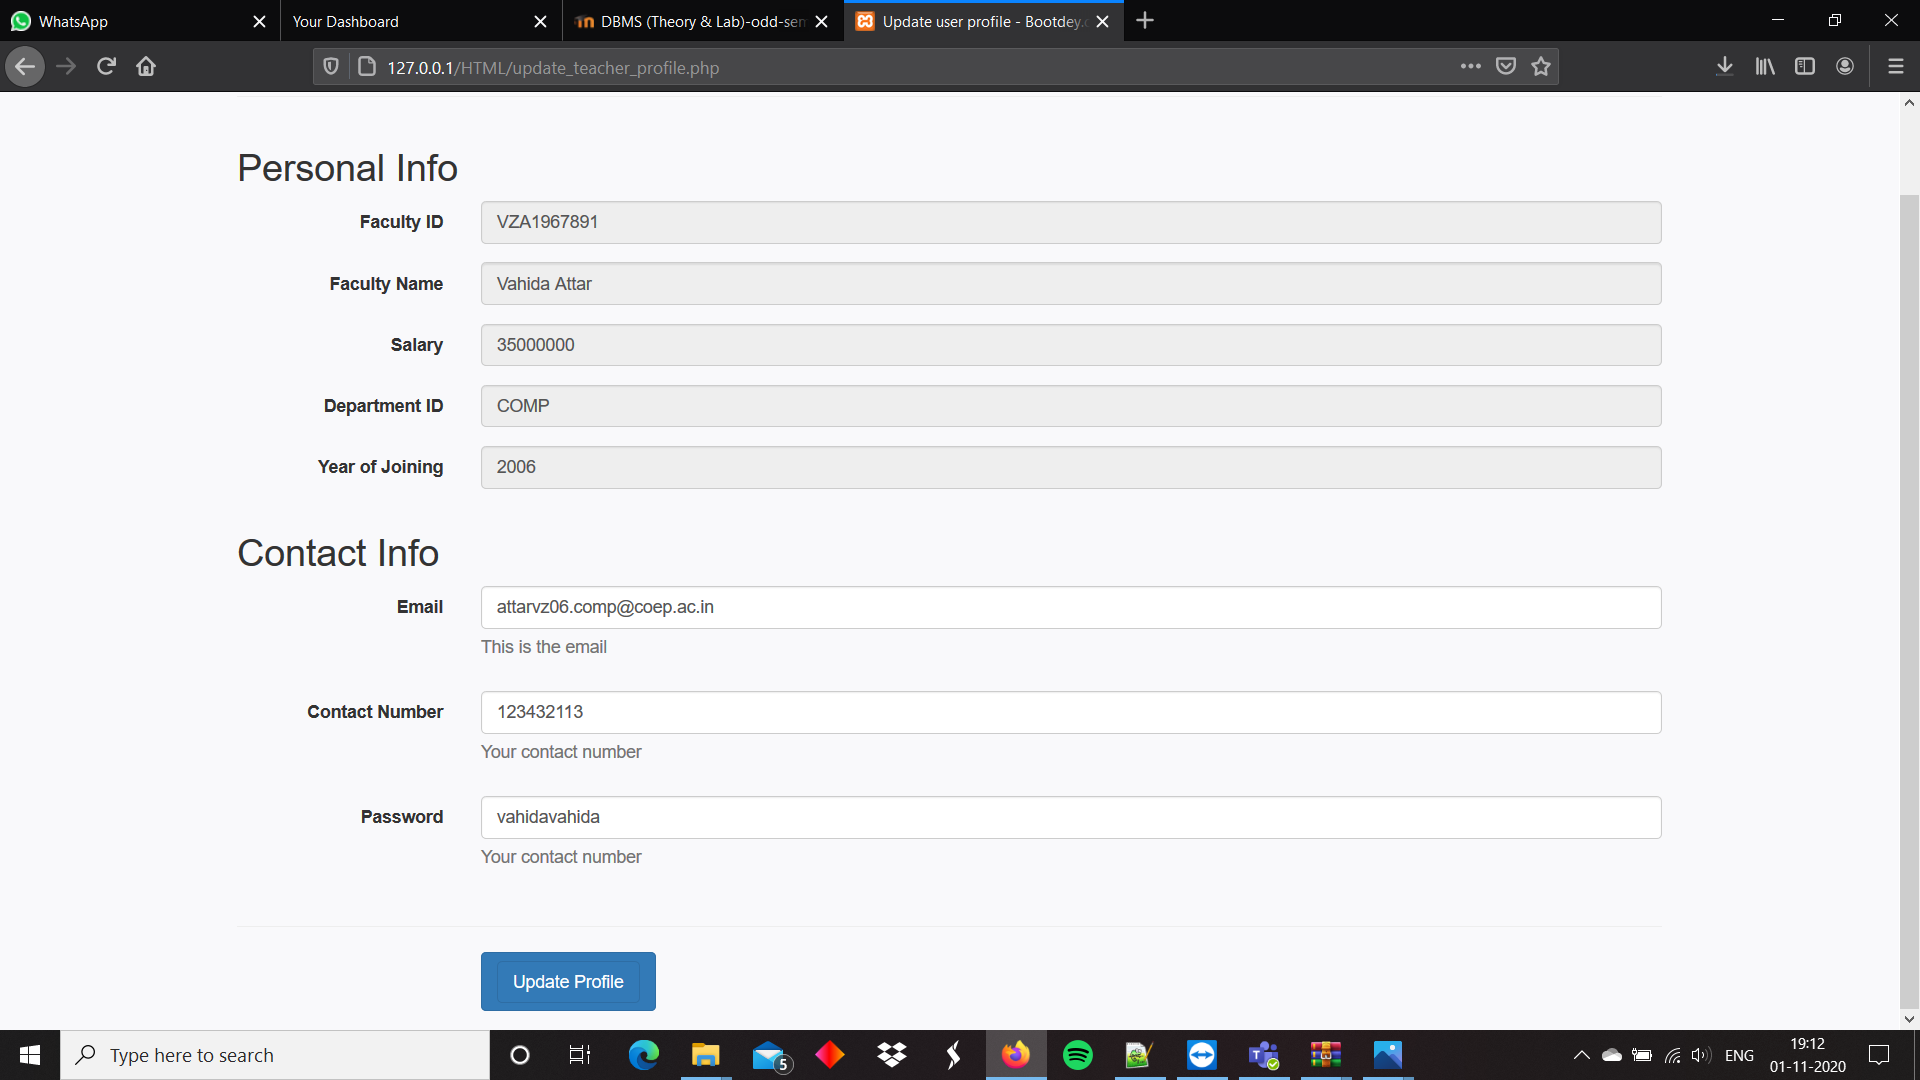 WhatsApp
Your Dashboard
DBMS (Theory & Lab)-odd-sem
Update user profile - Bootdey.c
127.0.0.1/HTML/update_teacher_profile.php
Personal Info
Faculty ID VZA1967891
Faculty Name Vahida Attar
Salary 35000000
Department ID COMP
Year of Joining 2006
Contact Info
Email attarvz06.comp@coep.ac.in
This is the email
Contact Number 123432113
Your contact number
Password vahidavahida
Your contact number
Update Profile
Type here to search
5
ENG
19:12
01-11-2020